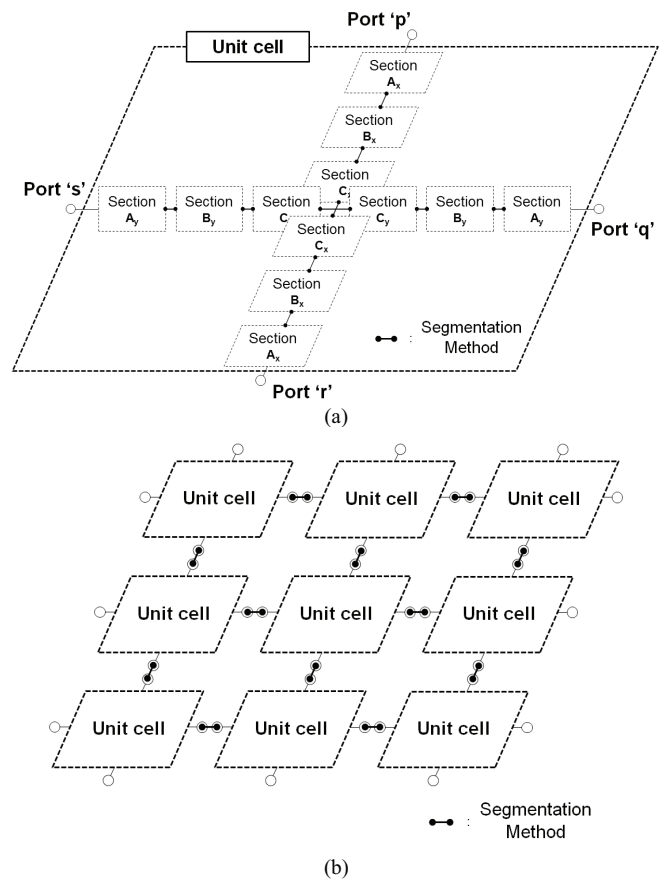 Port 'p'
Unit cell
Section
Ax
Section
Bx
Port 's'
Section
Section
Ay
Section
By
Section
C
Cx
Section
Cy
Section
By
Section
Ay
Port 'q'
Section
Cx
Section
Bx
Section
Ax
Port 'r'
: Segmentation
Method
(a)
Unit cell
Unit cell
Unit cell
Unit cell
Unit cell
Unit cell
Unit cell
Unit cell
Unit cell
: Segmentation
Method
(b)